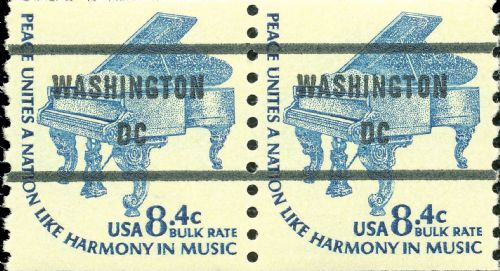 PEACE UNITES A NATION LIKE HARMONY IN MUSIC
WASHINGTON
DC
USA 8.4c
BULK RATE
PEACE UNITES A NATION LIKE HARMONY IN MUSIC
WASHINGTON
DC
USA 8.4c
BULK RATE